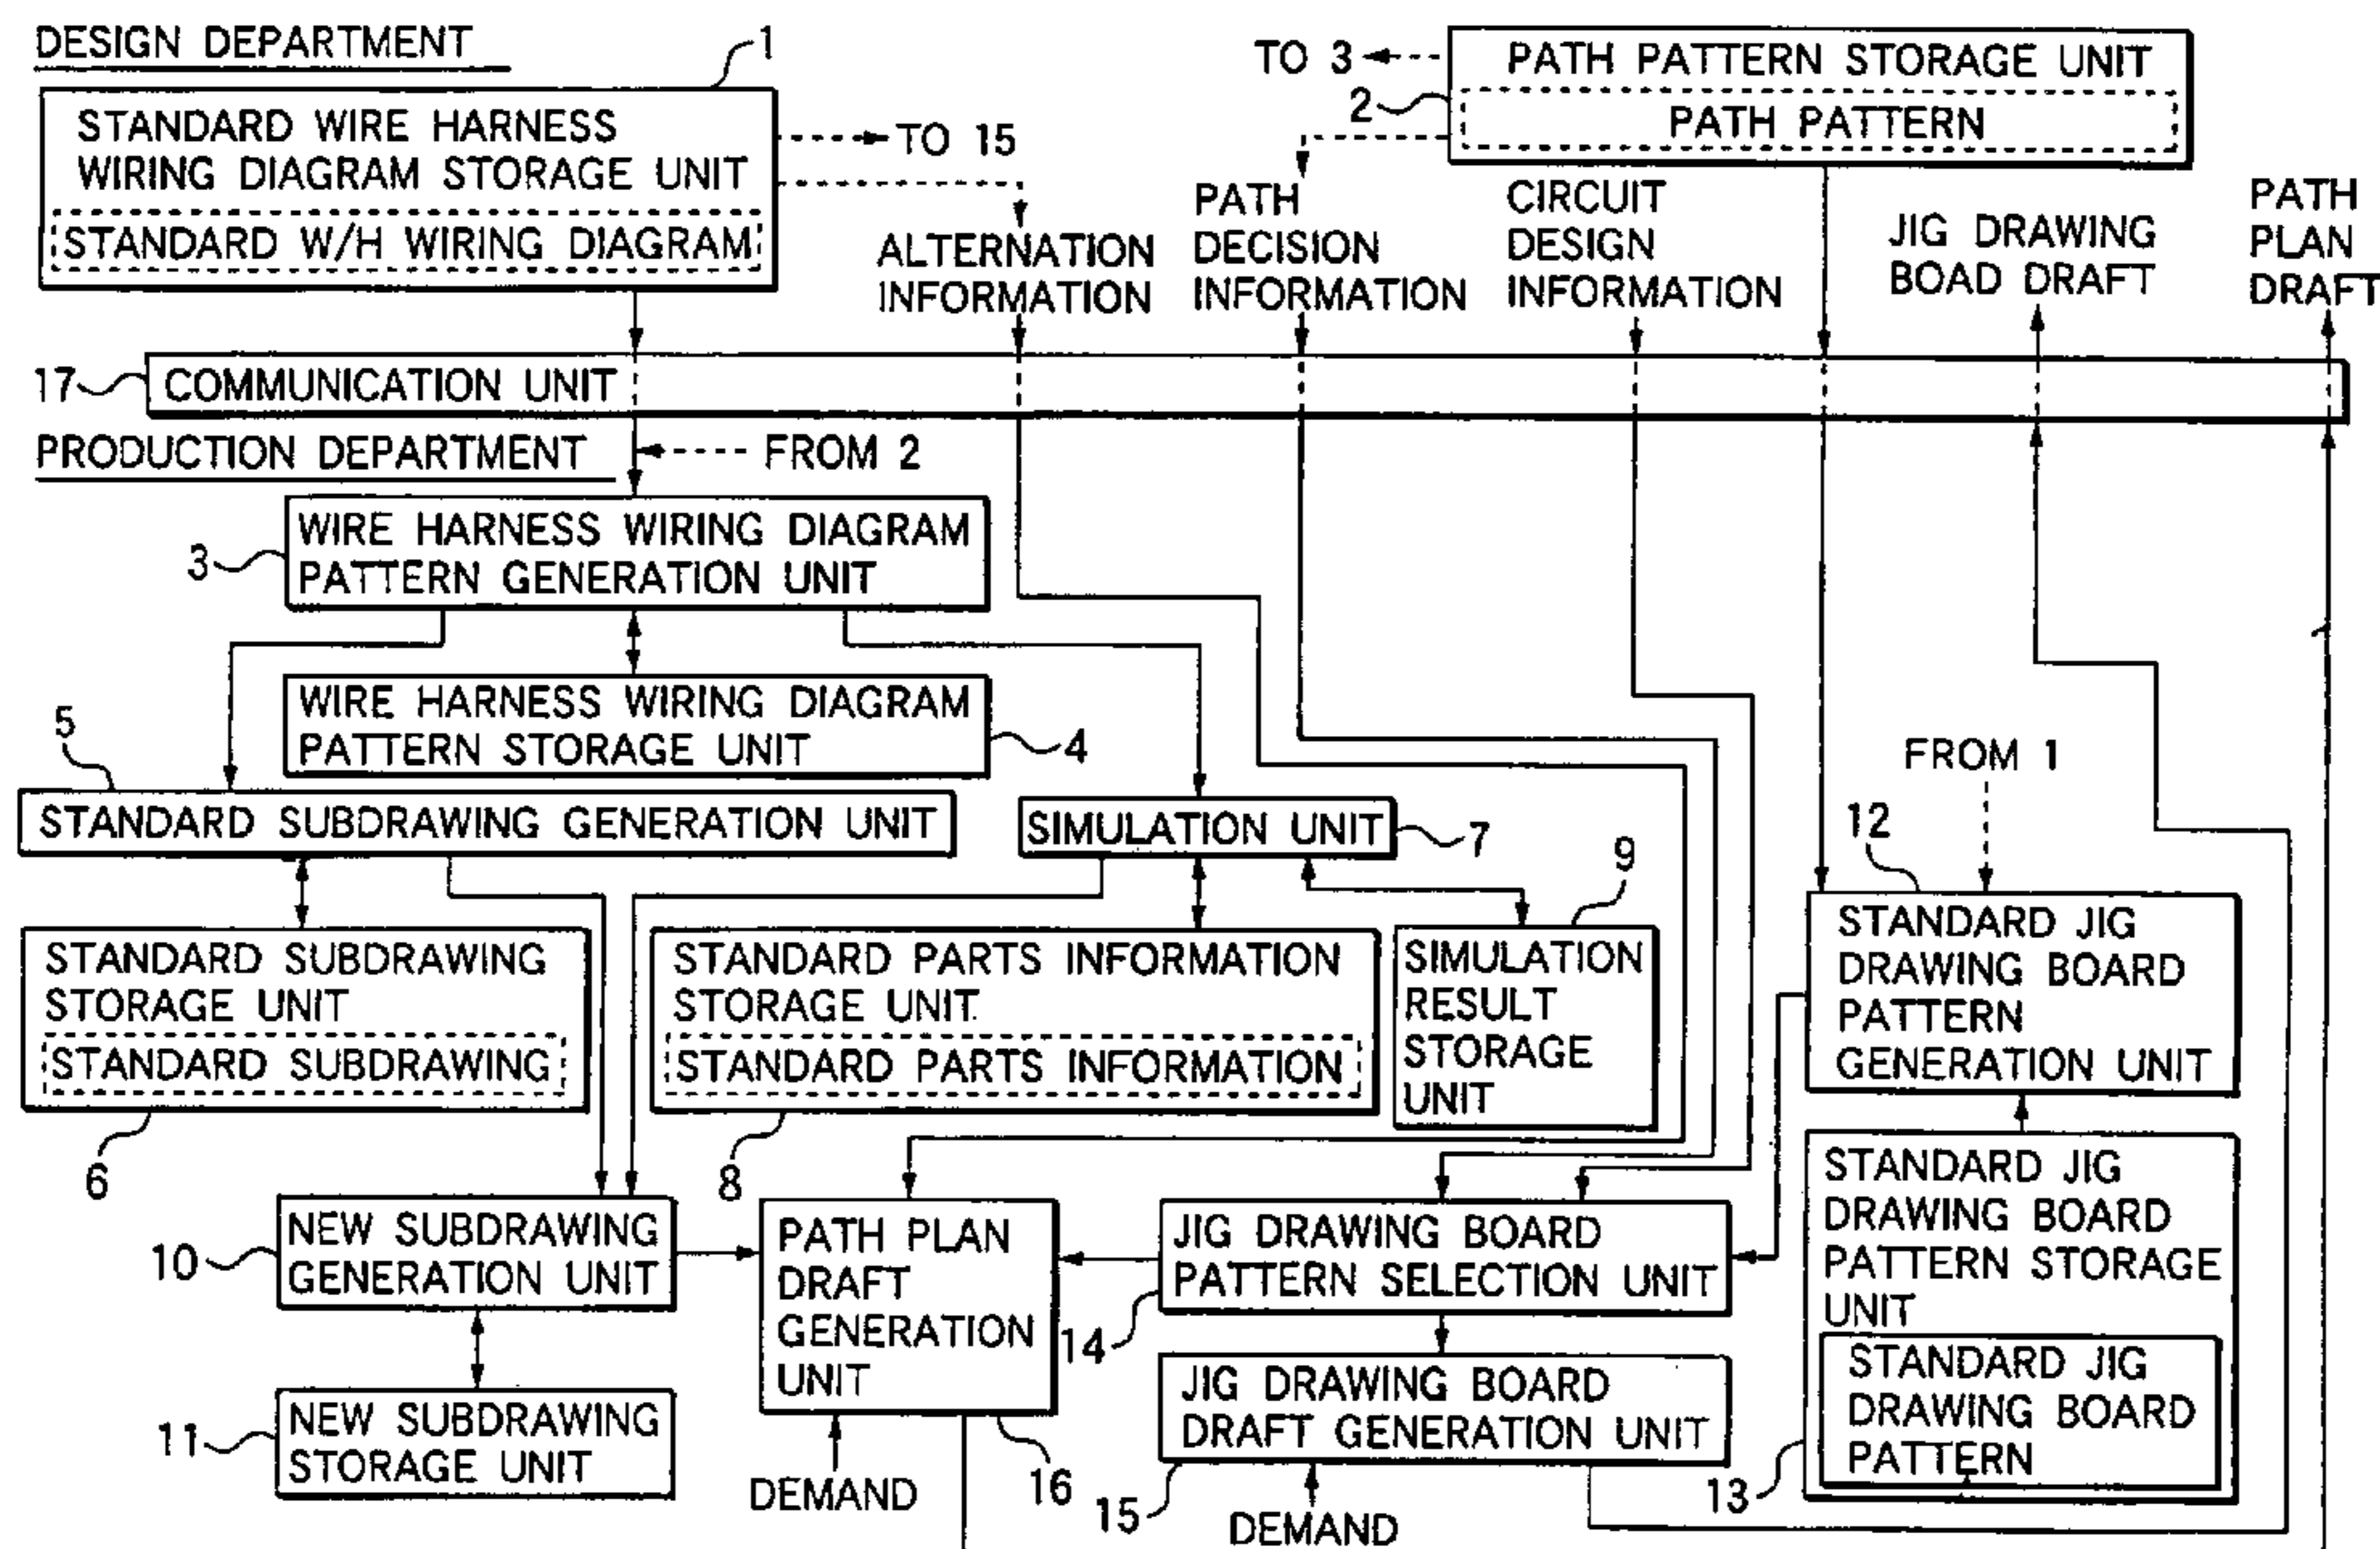 DESIGN DEPARTMENT
1
STANDARD WIRE HARNESS
WIRING DIAGRAM STORAGE UNIT
STANDARD W/H WIRING DIAGRAM
TO 15
ALTERNATION
INFORMATION
TO 3
2
PATH PATTERN STORAGE UNIT
PATH PATTERN
PATH
DECISION
INFORMATION
CIRCUIT
DESIGN
INFORMATION
JIG DRAWING
BOAD DRAFT
PATH
PLAN
DRAFT
17
COMMUNICATION UNIT
PRODUCTION DEPARTMENT
FROM 2
3
WIRE HARNESS WIRING DIAGRAM
PATTERN GENERATION UNIT
WIRE HARNESS WIRING DIAGRAM
PATTERN STORAGE UNIT
4
5
STANDARD SUBDRAWING GENERATION UNIT
SIMULATION UNIT
7
FROM 1
12
STANDARD SUBDRAWING
STORAGE UNIT
STANDARD SUBDRAWING
6
STANDARD PARTS INFORMATION
STORAGE UNIT
STANDARD PARTS INFORMATION
8
9
SIMULATION
RESULT
STORAGE
UNIT
STANDARD JIG
DRAWING BOARD
PATTERN
GENERATION UNIT
10
NEW SUBDRAWING
GENERATION UNIT
11
NEW SUBDRAWING
STORAGE UNIT
PATH PLAN
DRAFT
GENERATION
UNIT
16
DEMAND
JIG DRAWING BOARD
PATTERN SELECTION UNIT
14
JIG DRAWING BOARD
DRAFT GENERATION UNIT
15
DEMAND
STANDARD JIG
DRAWING BOARD
PATTERN STORAGE
UNIT
STANDARD JIG
DRAWING BOARD
PATTERN
13